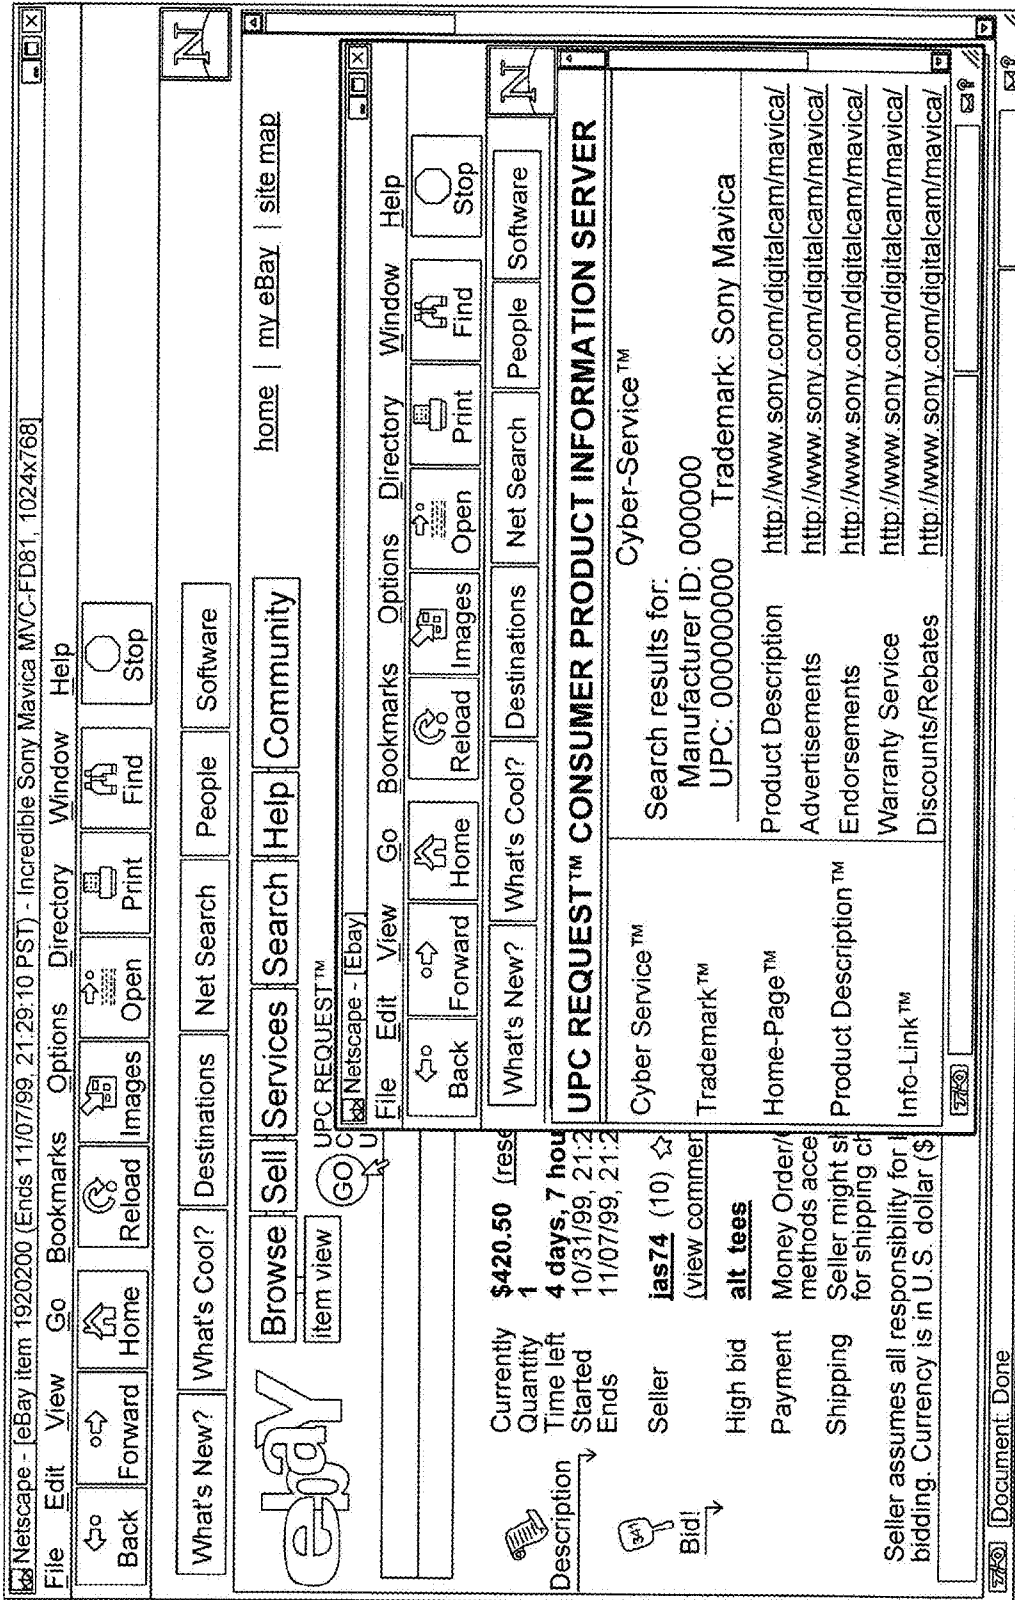 Netscape - [eBay item 1920200 (Ends 11/07/99, 21:29:10 PST) - Incredible Sony Mavica MVC-FD81, 1024x768]
File Edit View Go Bookmarks Options Directory Window Help
Back Forward Home Reload Images Open Print Find Stop
N
What's New? What's Cool? Destinations Net Search People Software
ebay
Browse Sell Services Search Help Community
home | my eBay | site map
item view
GO
UPC REQUEST™
Description
Currently $420.50 (rese
Quantity 1
Time left 4 days, 7 hou
Started 10/31/99, 21:2
Ends 11/07/99, 21:2
341
Bid!
Seller jas74 (10)
(view commen
High bid alt_tees
Payment Money Order/
methods acce
Shipping Seller might sh
for shipping ch
Seller assumes all responsibility for
bidding. Currency is in U.S. dollar ($
Document: Done
Netscape - [Ebay]
File Edit View Go Bookmarks Options Directory Window Help
Back Forward Home Reload Images Open Print Find Stop
N
What's New? What's Cool? Destinations Net Search People Software
UPC REQUEST™ CONSUMER PRODUCT INFORMATION SERVER
Cyber Service™
Trademark™
Home-Page™
Product Description™
Info-Link™
Cyber-Service™
Search results for:
Manufacturer ID: 000000
UPC: 0000000000 Trademark: Sony Mavica
Product Description http://www.sony.com/digitalcam/mavica/
Advertisements http://www.sony.com/digitalcam/mavica/
Endorsements http://www.sony.com/digitalcam/mavica/
Warranty Service http://www.sony.com/digitalcam/mavica/
Discounts/Rebates http://www.sony.com/digitalcam/mavica/